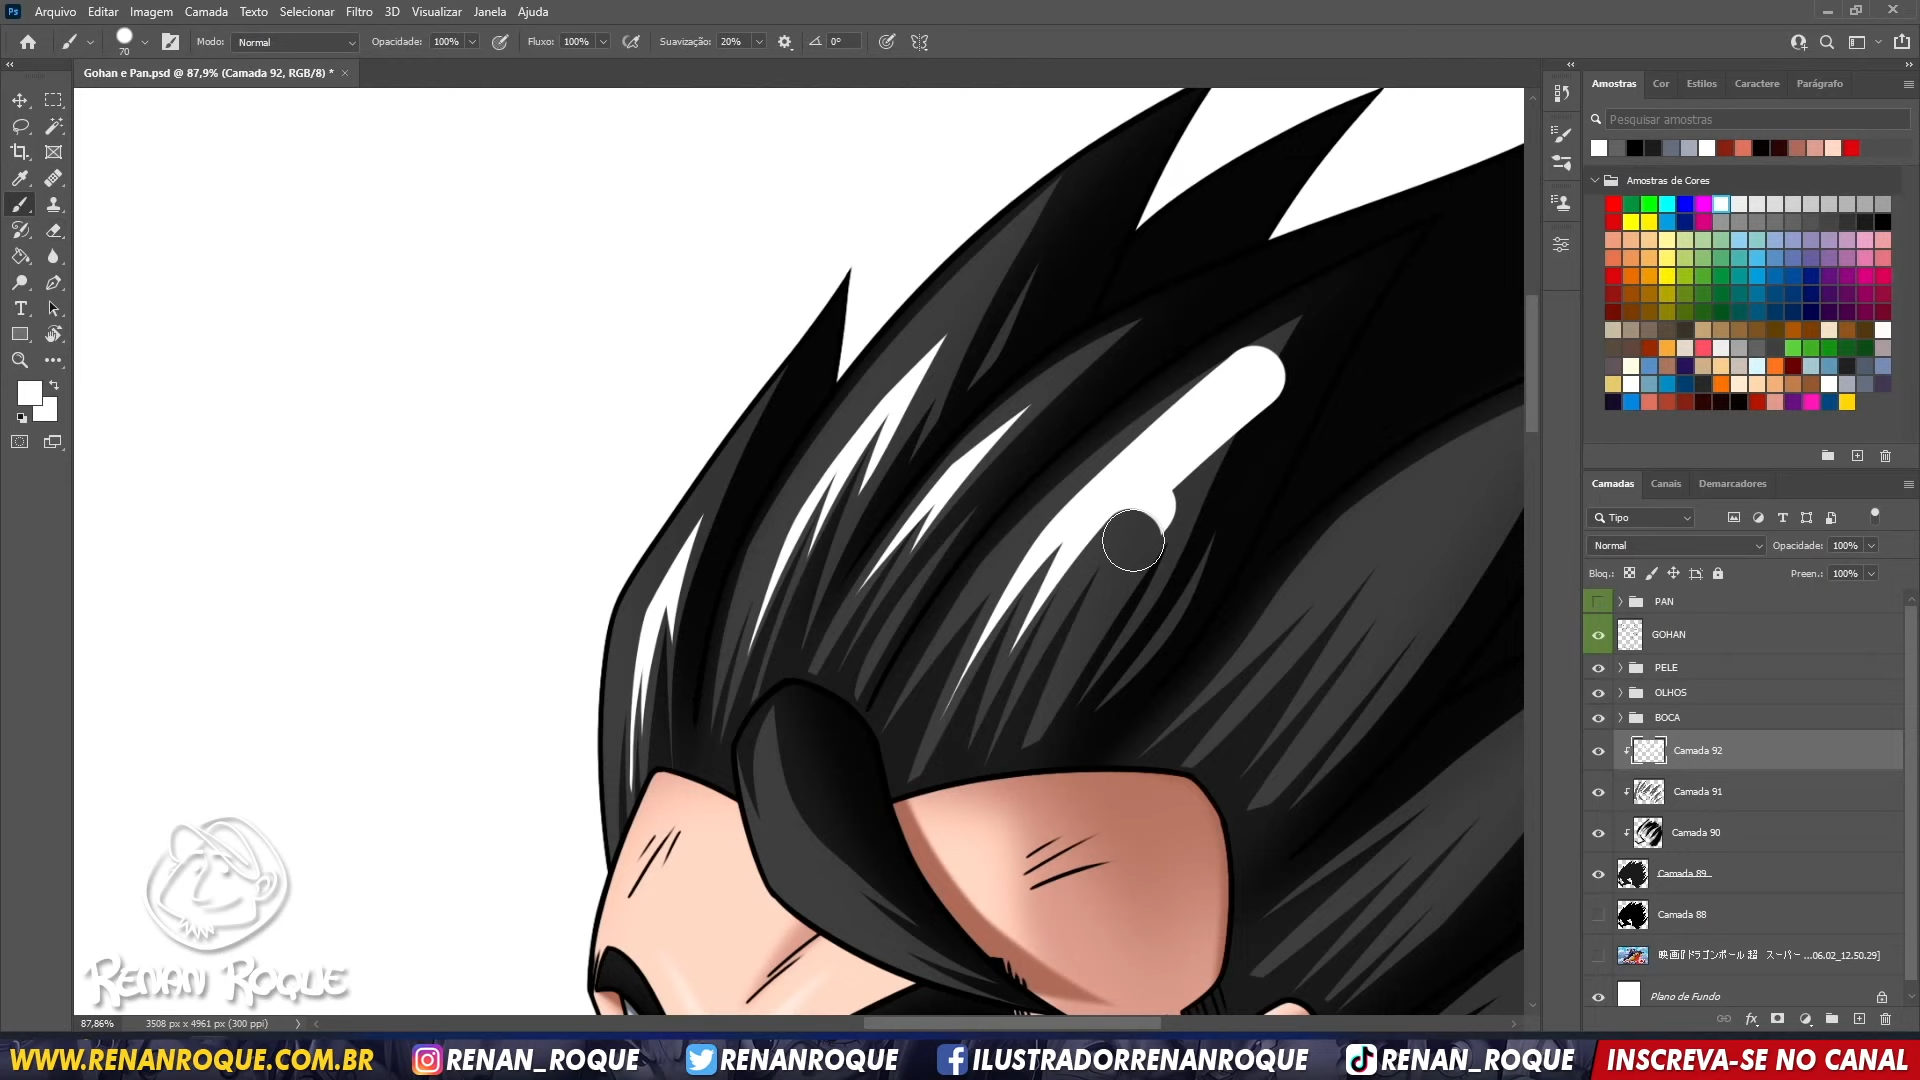 Ps Arquivo Editar Imagem Camada Texto Selecionar Filtro 3D Visualizar Janela Ajuda
70 Modo: Normal Opacidade: 100% Fluxo: 100% Suavização: 20% 0°
Gohan e Pan.psd @ 87,9% (Camada 92, RGB/8) *
Amostras Cor Estilos Caractere Parágrafo
Pesquisar amostras
Amostras de Cores
Camadas Canais Demarcadores
Tipo
Normal Opacidade: 100%
Bloq.: Preen.: 100%
PAN
GOHAN
PELE
OLHOS
BOCA
Camada 92
Camada 91
Camada 90
Camada 89
Camada 88
映画『ドラゴンボール超 スーパー ...06.02_12.50.29]
Plano de Fundo
RENAN ROQUE
87,86% 3508 px x 4961 px (300 ppi)
WWW.RENANROQUE.COM.BR RENAN_ROQUE RENANROQUE ILUSTRADORRENANROQUE RENAN_ROQUE INSCREVA-SE NO CANAL